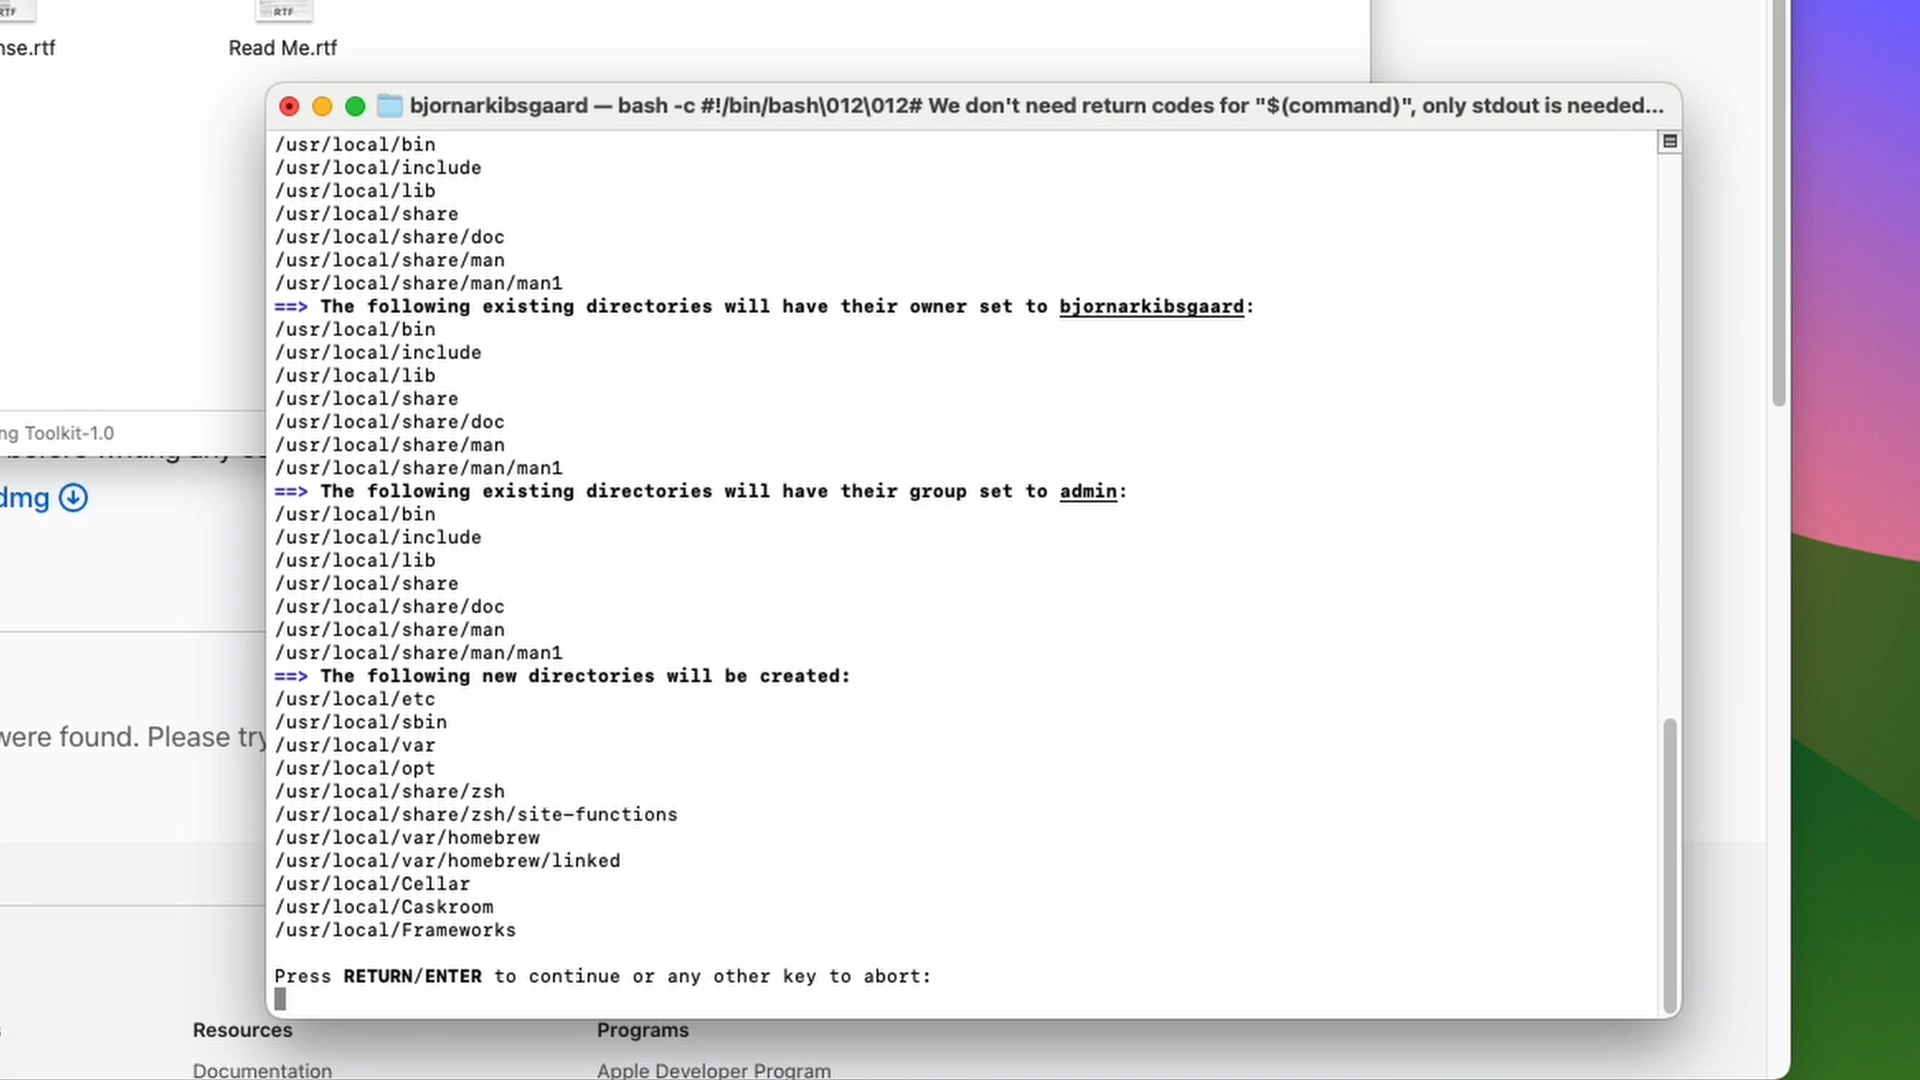 RTF
RTF
nse.rtf
Read Me.rtf
bjornarkibsgaard — bash -c #!/bin/bash\012\012# We don't need return codes for "$(command)", only stdout is needed...
/usr/local/bin
/usr/local/include
/usr/local/lib
/usr/local/share
/usr/local/share/doc
/usr/local/share/man
/usr/local/share/man/man1
==> The following existing directories will have their owner set to bjornarkibsgaard:
/usr/local/bin
/usr/local/include
/usr/local/lib
/usr/local/share
/usr/local/share/doc
/usr/local/share/man
/usr/local/share/man/man1
==> The following existing directories will have their group set to admin:
/usr/local/bin
/usr/local/include
/usr/local/lib
/usr/local/share
/usr/local/share/doc
/usr/local/share/man
/usr/local/share/man/man1
==> The following new directories will be created:
/usr/local/etc
/usr/local/sbin
/usr/local/var
/usr/local/opt
/usr/local/share/zsh
/usr/local/share/zsh/site-functions
/usr/local/var/homebrew
/usr/local/var/homebrew/linked
/usr/local/Cellar
/usr/local/Caskroom
/usr/local/Frameworks
Press RETURN/ENTER to continue or any other key to abort:
ng Toolkit-1.0
before writing any
dmg
were found. Please try
Resources
Programs
Documentation
Apple Developer Program